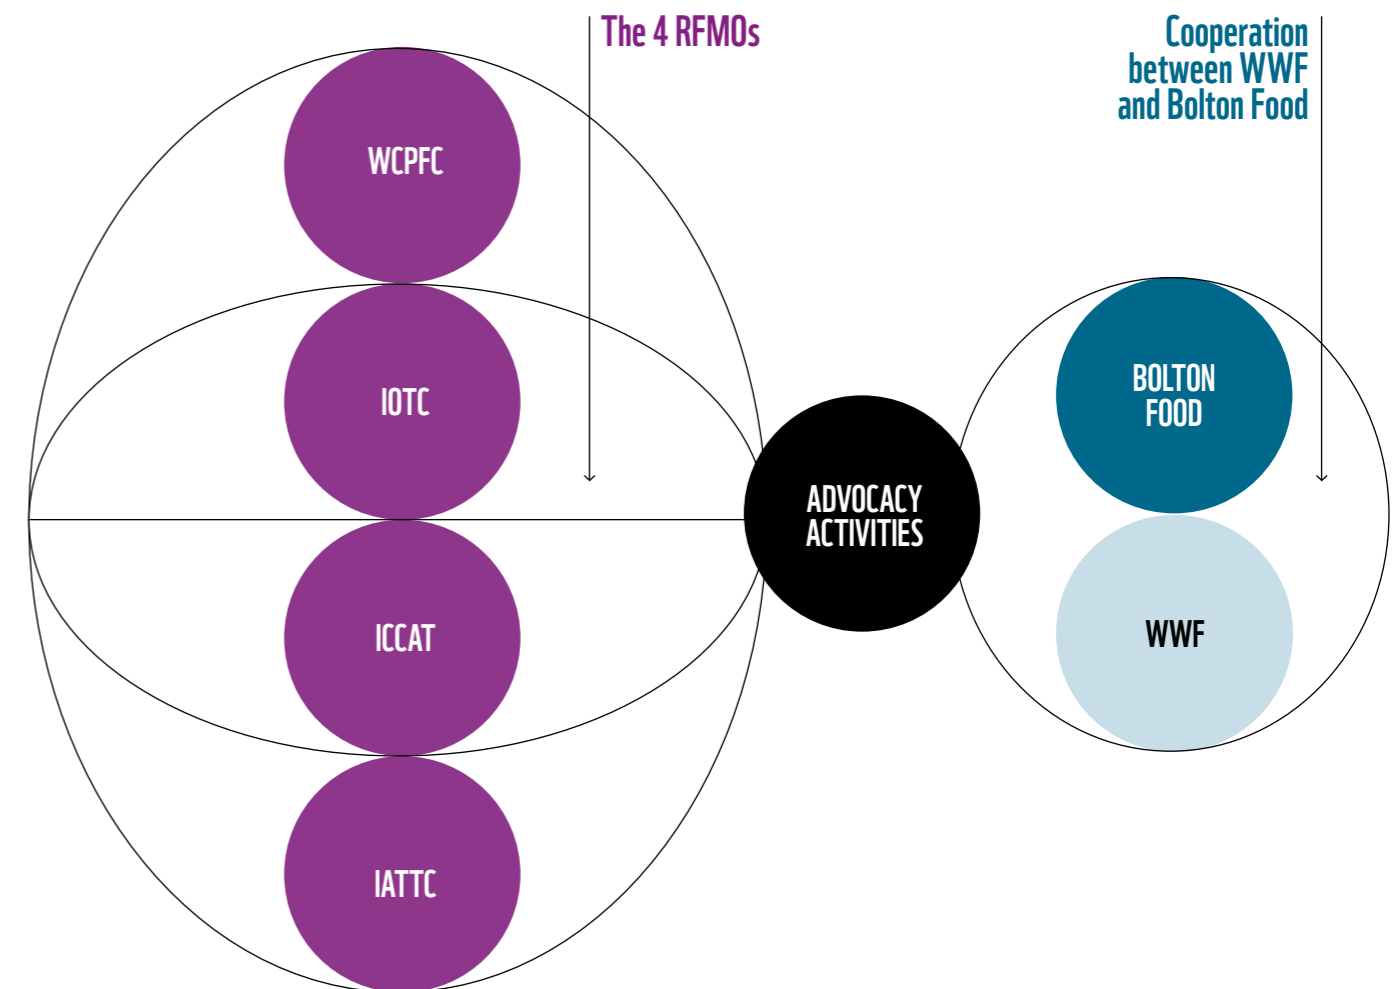 The 4 RFMOs
Cooperation
between WWF
and Bolton Food
WCPFC
IOTC
ICCAT
IATTC
ADVOCACY
ACTIVITIES
BOLTON
FOOD
WWF